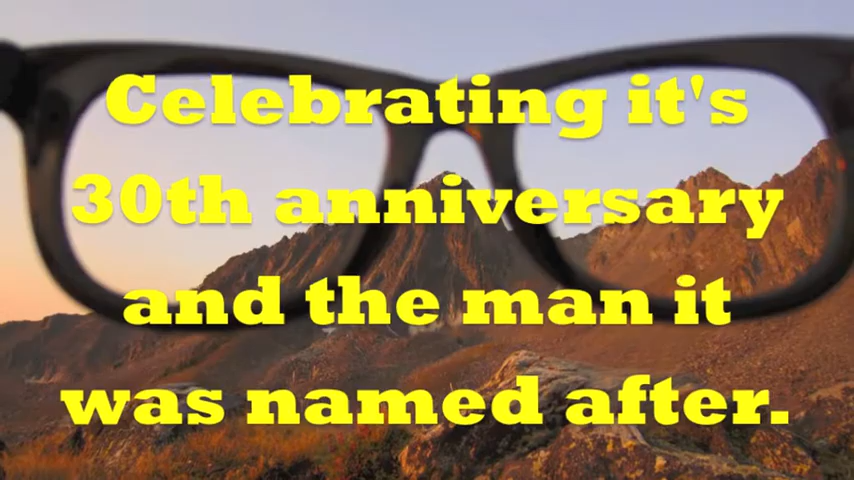 Celebrating it's
30th anniversary
and the man it
was named after.